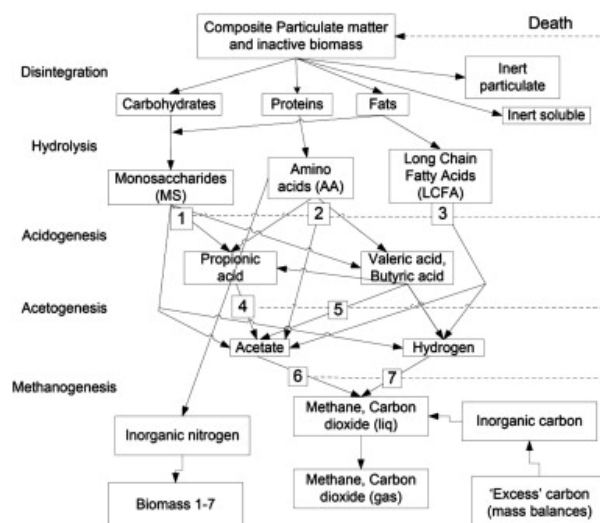 Composite Particulate matter
and inactive biomass
Death
Disintegration
Inert
particulate
Carbohydrates
Proteins
Fats
Inert soluble
Hydrolysis
Monosaccharides
(MS)
Amino
acids (AA)
Long Chain
Fatty Acids
(LCFA)
1
2
3
Acidogenesis
Propionic
acid
Valeric acid,
Butyric acid
4
5
Acetogenesis
Acetate
Hydrogen
6
7
Methanogenesis
Inorganic nitrogen
Methane, Carbon
dioxide (liq)
Inorganic carbon
Biomass 1-7
Methane, Carbon
dioxide (gas)
'Excess' carbon
(mass balances)